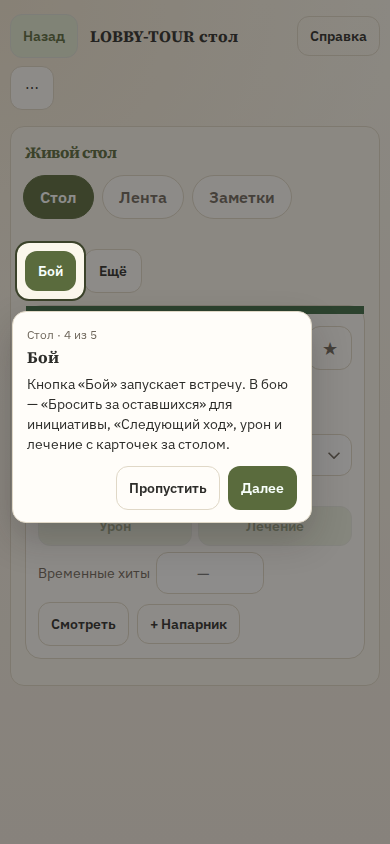 Назад
LOBBY-TOUR стол
Справка
...
Живой стол
Стол
Лента
Заметки
Бой
Ещё
★
Стол · 4 из 5
Бой
Кнопка «Бой» запускает встречу. В бою
— «Бросить за оставшихся» для
инициативы, «Следующий ход», урон и
лечение с карточек за столом.
Пропустить
Далее
Урон
Лечение
Временные хиты
—
Смотреть
+ Напарник